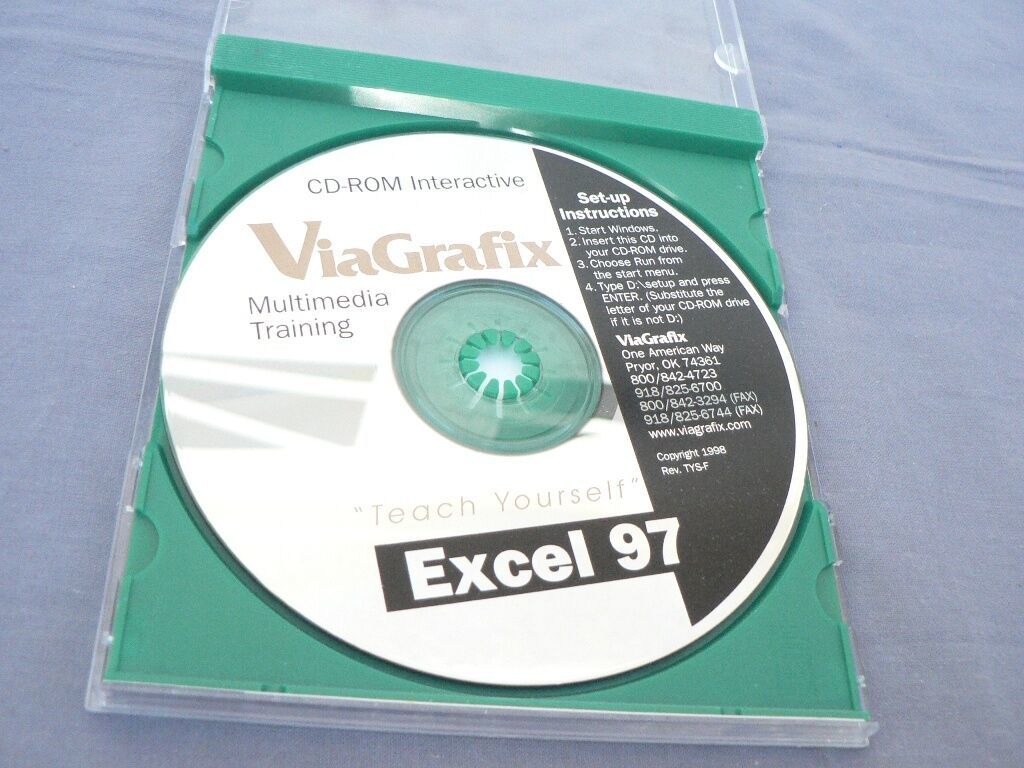 CD-ROM Interactive
ViaGrafix
Multimedia
Training
"Teach Yourself"
Excel 97
Set-up
Instructions
1. Start Windows.
2. Insert this CD into
your CD-ROM drive.
3. Choose Run from
the start menu.
4. Type D:\setup and press
ENTER. (Substitute the
letter of your CD-ROM drive
if it is not D:)
ViaGrafix
One American Way
Pryor, OK 74361
800/842-4723
918/825-6700
800/842-3294 (FAX)
918/825-6744 (FAX)
www.viagrafix.com
Copyright 1998
Rev. TYS-F